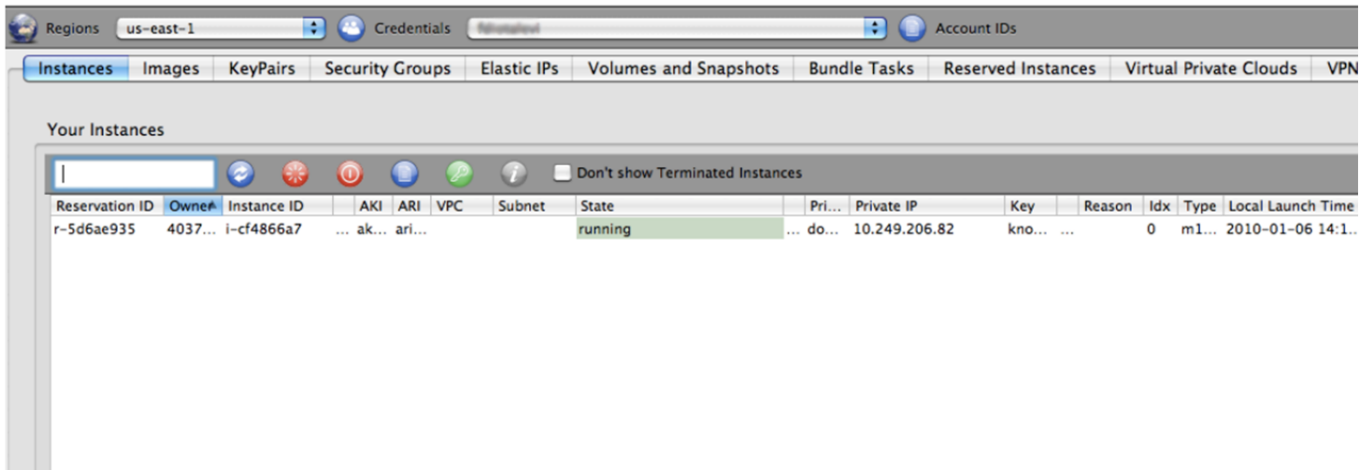 Regions us-east-1 Credentials Account IDs
Instances Images KeyPairs Security Groups Elastic IPs Volumes and Snapshots Bundle Tasks Reserved Instances Virtual Private Clouds VPN
Your Instances
Don't show Terminated Instances
Reservation ID Owner Instance ID AKI ARI VPC Subnet State Pri... Private IP Key Reason Idx Type Local Launch Time
r-5d6ae935 4037... i-cf4866a7 ... ak... ari... running ... do... 10.249.206.82 kno... ... 0 m1... 2010-01-06 14:1...